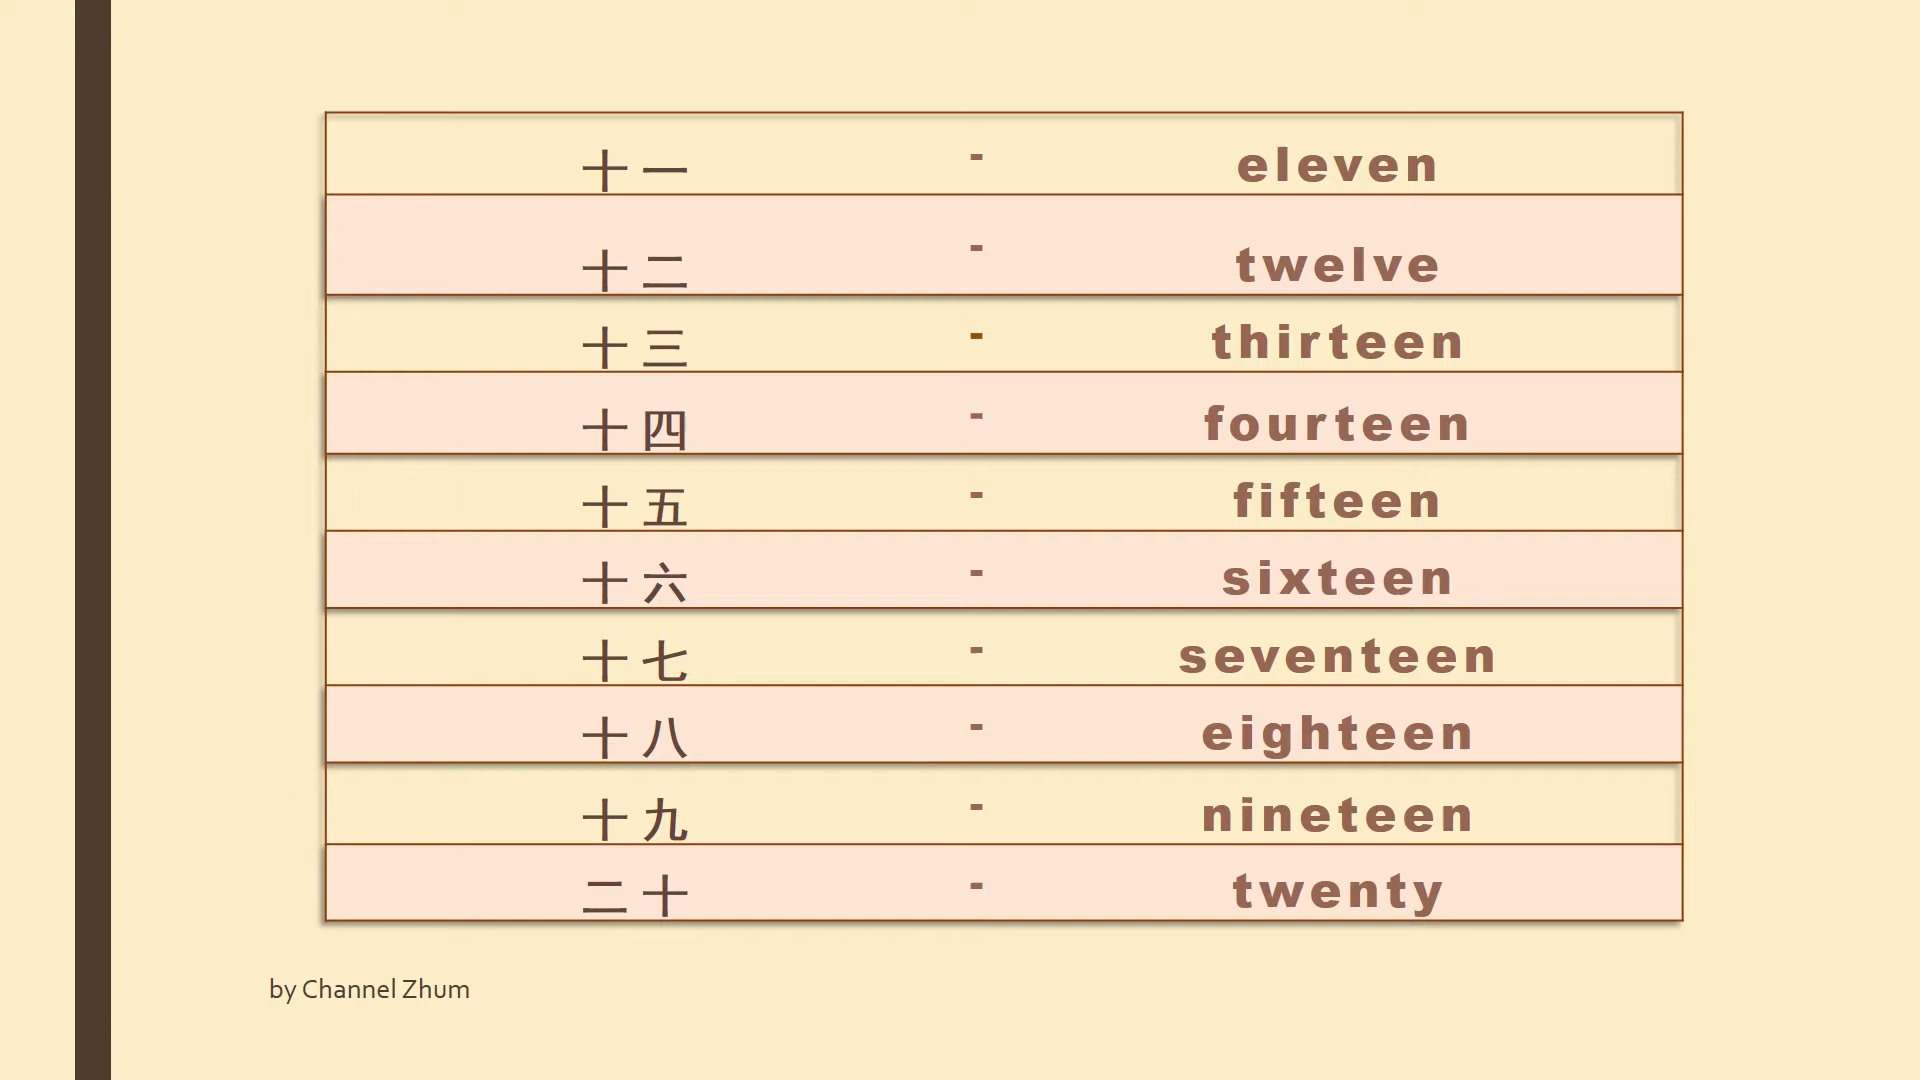 十一 - eleven
十二 - twelve
十三 - thirteen
十四 - fourteen
十五 - fifteen
十六 - sixteen
十七 - seventeen
十八 - eighteen
十九 - nineteen
二十 - twenty
by Channel Zhum